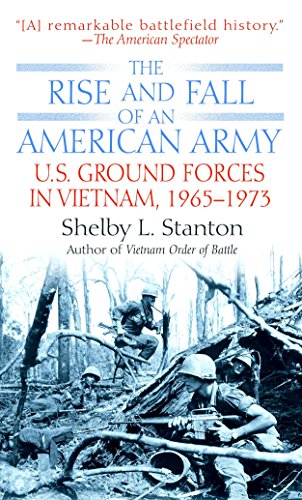 "[A] remarkable battlefield history."
—The American Spectator
THE
RISE AND FALL
OF AN
AMERICAN ARMY
U.S. GROUND FORCES
IN VIETNAM, 1965–1973
Shelby L. Stanton
Author of Vietnam Order of Battle